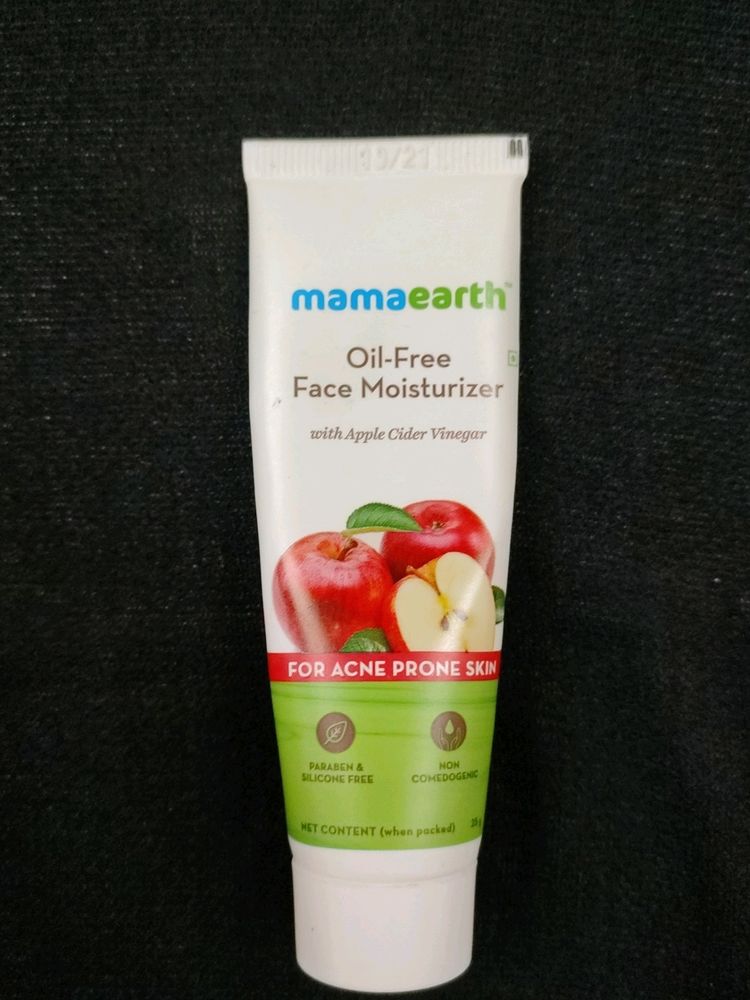 mamaearth™
Oil-Free
Face Moisturizer
with Apple Cider Vinegar
FOR ACNE PRONE SKIN
PARABEN &
SILICONE FREE
NON
COMEDOGENIC
NET CONTENT (when packed)